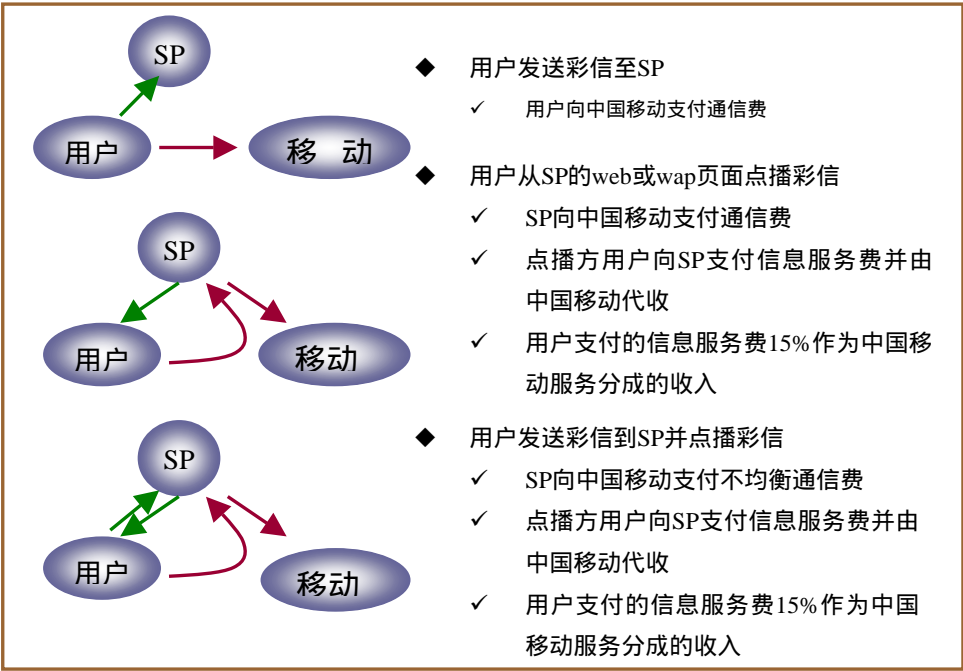 SP
用户
移 动
◆ 用户发送彩信至SP
✓ 用户向中国移动支付通信费
SP
用户
移动
◆ 用户从SP的web或wap页面点播彩信
✓ SP向中国移动支付通信费
✓ 点播方用户向SP支付信息服务费并由
中国移动代收
✓ 用户支付的信息服务费15%作为中国移
动服务分成的收入
SP
用户
移动
◆ 用户发送彩信到SP并点播彩信
✓ SP向中国移动支付不均衡通信费
✓ 点播方用户向SP支付信息服务费并由
中国移动代收
✓ 用户支付的信息服务费15%作为中国
移动服务分成的收入